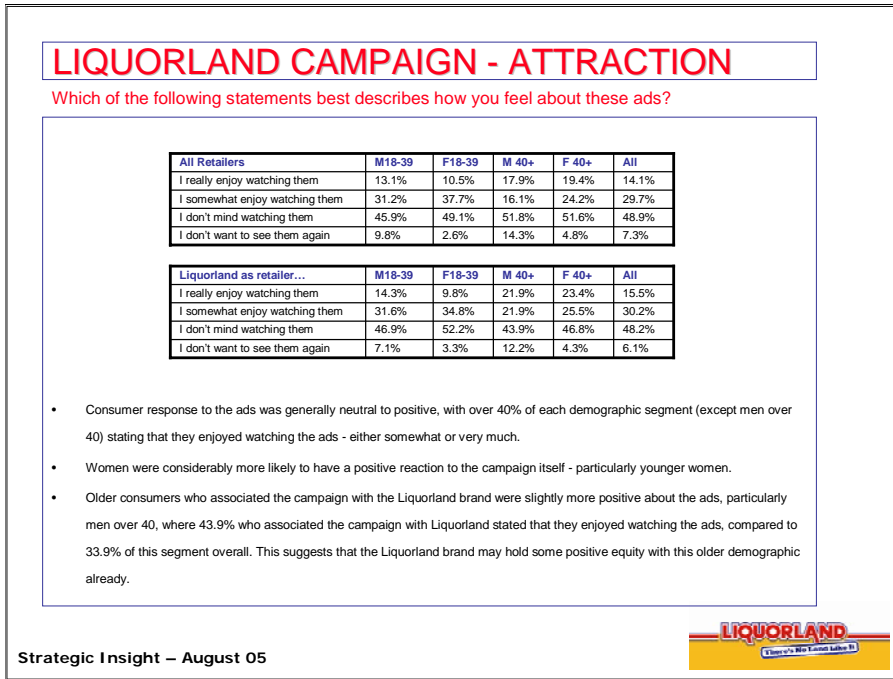 LIQUORLAND CAMPAIGN - ATTRACTION
Which of the following statements best describes how you feel about these ads?
All Retailers M18-39 F18-39 M 40+ F 40+ All
I really enjoy watching them 13.1% 10.5% 17.9% 19.4% 14.1%
I somewhat enjoy watching them 31.2% 37.7% 16.1% 24.2% 29.7%
I don't mind watching them 45.9% 49.1% 51.8% 51.6% 48.9%
I don't want to see them again 9.8% 2.6% 14.3% 4.8% 7.3%
Liquorland as retailer… M18-39 F18-39 M 40+ F 40+ All
I really enjoy watching them 14.3% 9.8% 21.9% 23.4% 15.5%
I somewhat enjoy watching them 31.6% 34.8% 21.9% 25.5% 30.2%
I don't mind watching them 46.9% 52.2% 43.9% 46.8% 48.2%
I don't want to see them again 7.1% 3.3% 12.2% 4.3% 6.1%
• Consumer response to the ads was generally neutral to positive, with over 40% of each demographic segment (except men over
40) stating that they enjoyed watching the ads - either somewhat or very much.
• Women were considerably more likely to have a positive reaction to the campaign itself - particularly younger women.
• Older consumers who associated the campaign with the Liquorland brand were slightly more positive about the ads, particularly
men over 40, where 43.9% who associated the campaign with Liquorland stated that they enjoyed watching the ads, compared to
33.9% of this segment overall. This suggests that the Liquorland brand may hold some positive equity with this older demographic
already.
LIQUORLAND
There's No Land Like It
Strategic Insight – August 05